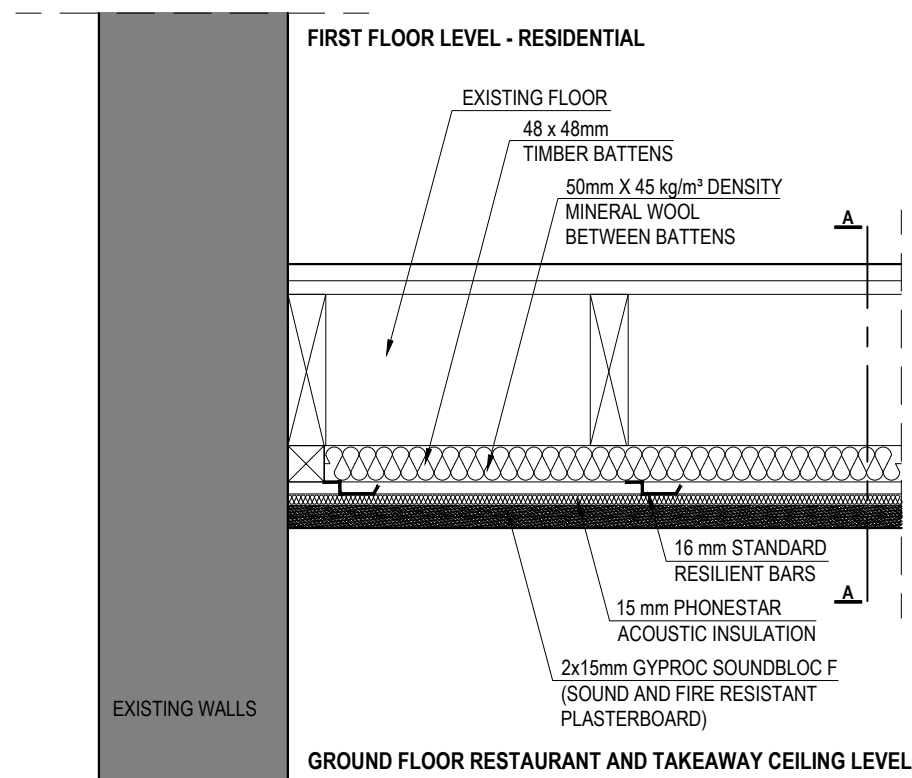 FIRST FLOOR LEVEL - RESIDENTIAL
EXISTING FLOOR
48 x 48mm
TIMBER BATTENS
50mm X 45 kg/m³ DENSITY
MINERAL WOOL
BETWEEN BATTENS
A
16 mm STANDARD
RESILIENT BARS
A
15 mm PHONESTAR
ACOUSTIC INSULATION
2x15mm GYPROC SOUNDBLOC F
(SOUND AND FIRE RESISTANT
PLASTERBOARD)
EXISTING WALLS
GROUND FLOOR RESTAURANT AND TAKEAWAY CEILING LEVEL